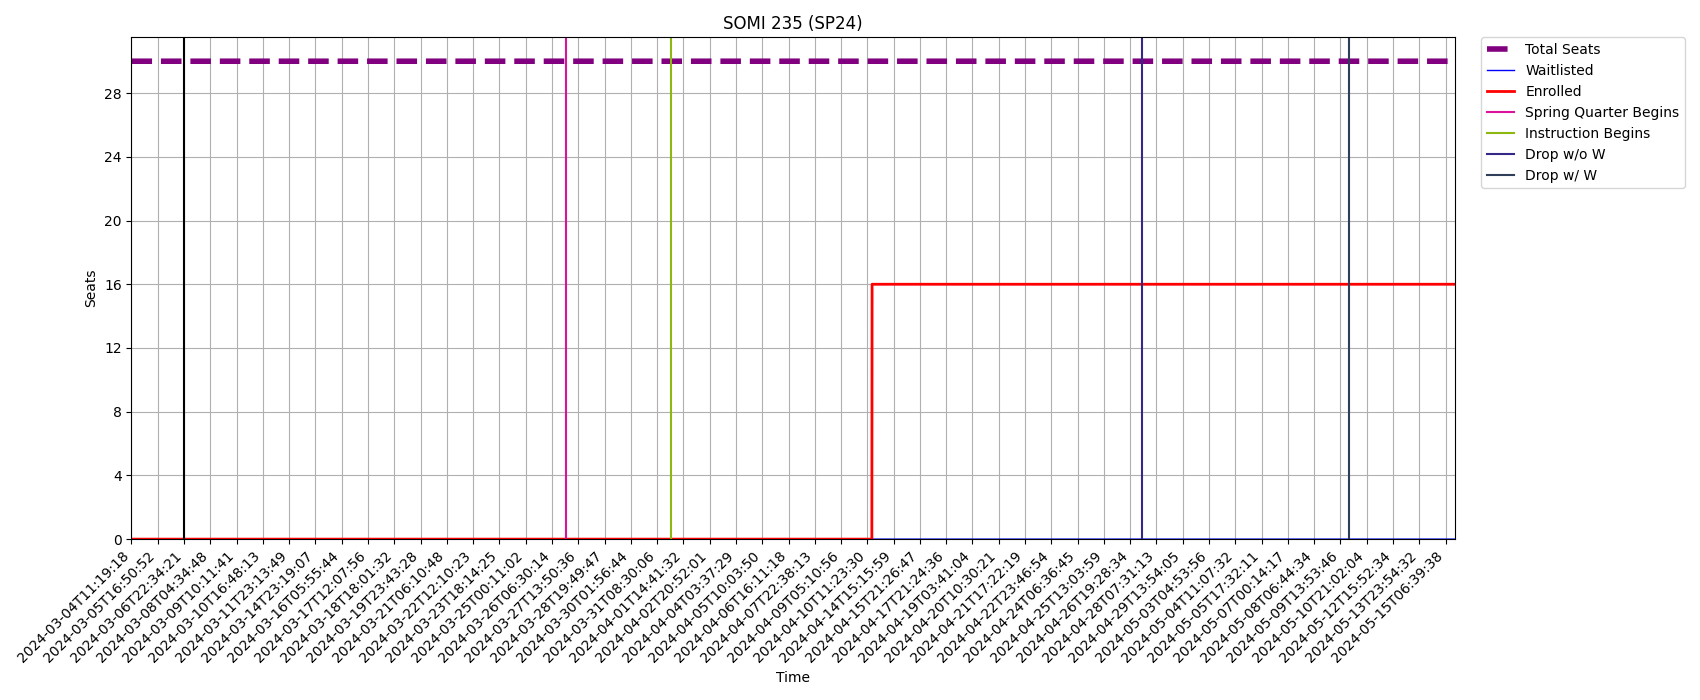 SOMI 235 (SP24)
Total Seats
Waitlisted
Enrolled
Spring Quarter Begins
Instruction Begins
Drop w/o W
Drop w/ W
Seats
28
24
20
16
12
8
4
0
2024-03-04T11:19:18
2024-03-05T16:50:52
2024-03-06T22:34:21
2024-03-08T04:34:48
2024-03-09T10:11:41
2024-03-10T16:48:13
2024-03-11T23:13:49
2024-03-14T23:19:07
2024-03-16T05:55:44
2024-03-17T12:07:56
2024-03-18T18:01:32
2024-03-19T23:43:28
2024-03-21T06:10:48
2024-03-22T12:10:23
2024-03-23T18:14:25
2024-03-25T00:11:02
2024-03-26T06:30:14
2024-03-27T13:50:36
2024-03-28T19:49:47
2024-03-30T01:56:44
2024-03-31T08:30:06
2024-04-01T14:41:32
2024-04-02T20:52:01
2024-04-04T03:37:29
2024-04-05T10:03:50
2024-04-06T16:11:18
2024-04-07T22:38:13
2024-04-09T05:10:56
2024-04-10T11:23:30
2024-04-14T15:15:59
2024-04-15T21:26:47
2024-04-17T21:24:36
2024-04-19T03:41:04
2024-04-20T10:30:21
2024-04-21T17:22:19
2024-04-22T23:46:54
2024-04-24T06:36:45
2024-04-25T13:03:59
2024-04-26T19:28:34
2024-04-28T07:31:13
2024-04-29T13:54:05
2024-05-03T04:53:56
2024-05-04T11:07:32
2024-05-05T17:32:11
2024-05-07T00:14:17
2024-05-08T06:44:34
2024-05-09T13:53:46
2024-05-10T21:02:04
2024-05-12T15:52:34
2024-05-13T23:54:32
2024-05-15T06:39:38
Time